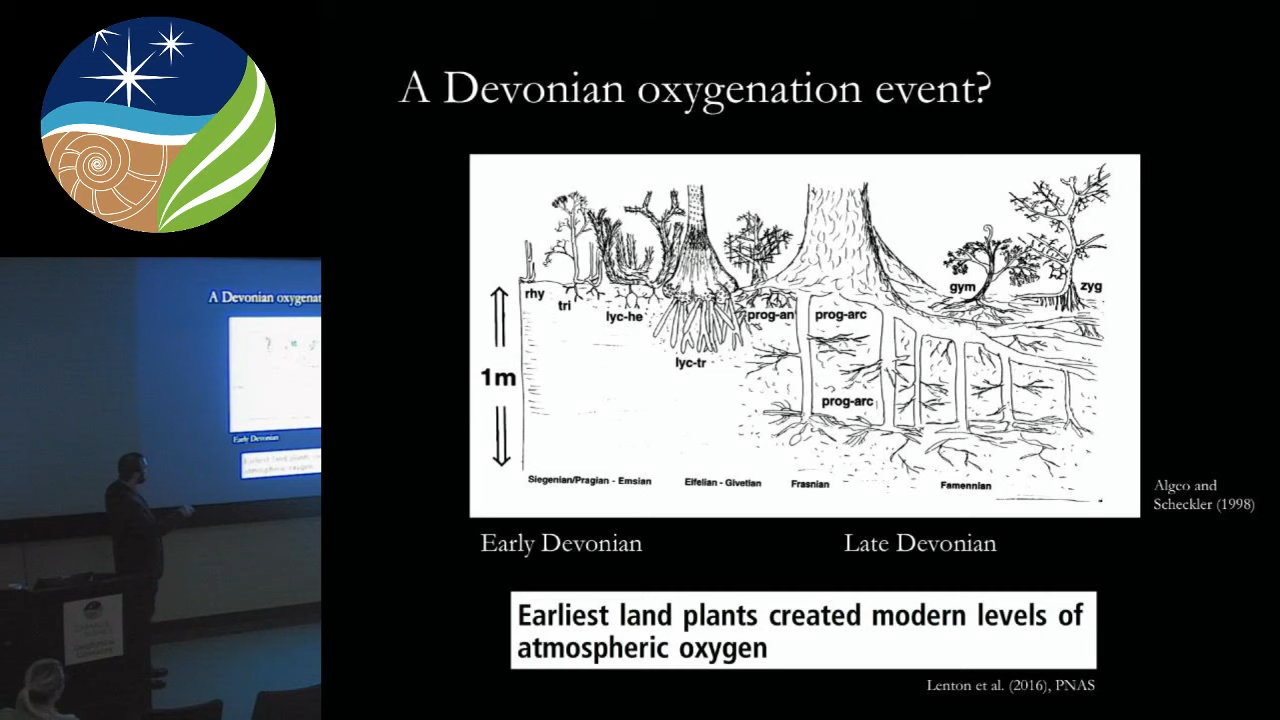 A Devonian oxygenation event?
rhy
tri
lyc-he
lyc-tr
prog-an
prog-arc
prog-arc
gym
zyg
1m
Siegenian/Pragian - Emsian
Eifelian - Givetian
Frasnian
Famennian
Algeo and
Scheckler (1998)
Early Devonian
Late Devonian
Earliest land plants created modern levels of
atmospheric oxygen
Lenton et al. (2016), PNAS
A Devonian oxygenat
Early Devonian